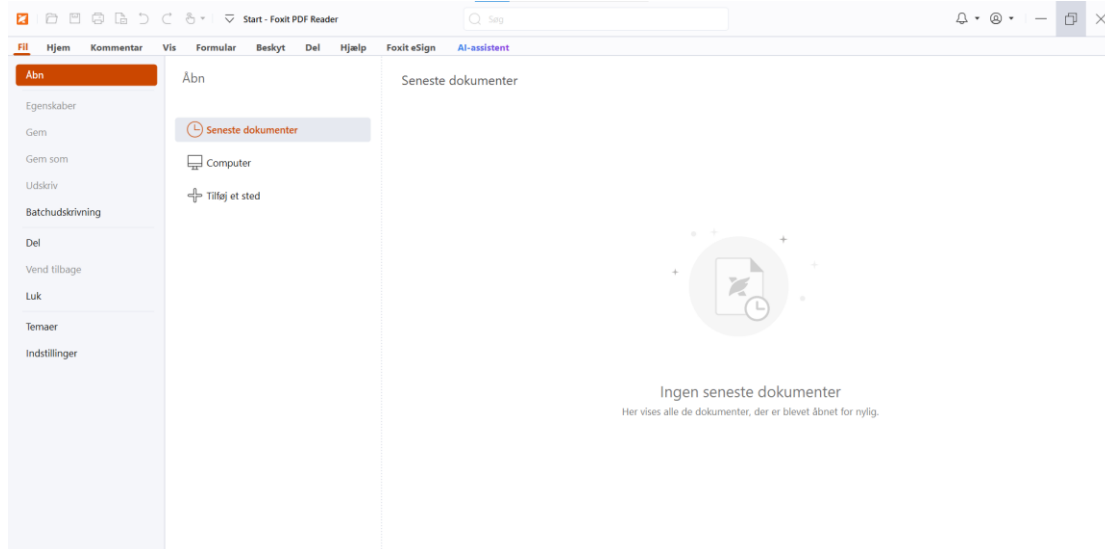 Start - Foxit PDF Reader
Søg
Fil Hjem Kommentar Vis Formular Beskyt Del Hjælp Foxit eSign AI-assistent
Åbn
Egenskaber
Gem
Gem som
Udskriv
Batchudskrivning
Del
Vend tilbage
Luk
Temaer
Indstillinger
Åbn
Seneste dokumenter
Computer
Tilføj et sted
Seneste dokumenter
Ingen seneste dokumenter
Her vises alle de dokumenter, der er blevet åbnet for nylig.